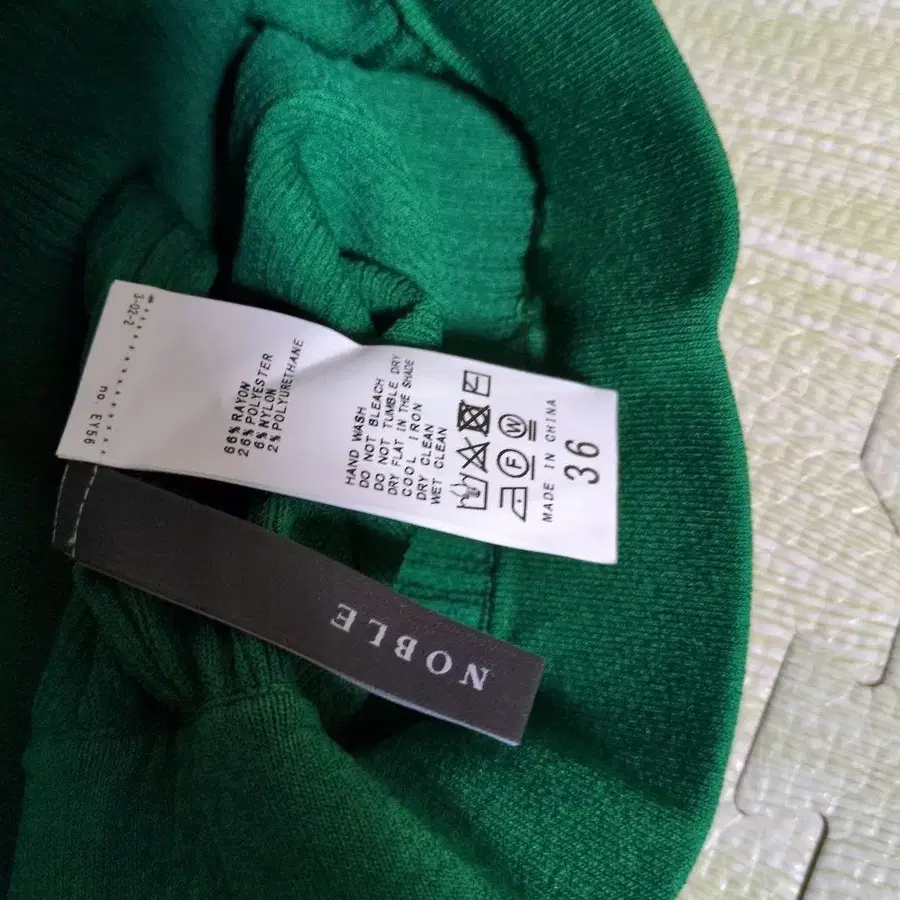 3-02-2
no. EY56
66% RAYON
26% POLYESTER
6% NYLON
2% POLYURETHANE
HAND WASH
DO NOT BLEACH
DO NOT TUMBLE DRY
DRY FLAT IN THE SHADE
COOL IRON
DRY CLEAN
WET CLEAN
F W
MADE IN CHINA
36
NOBLE